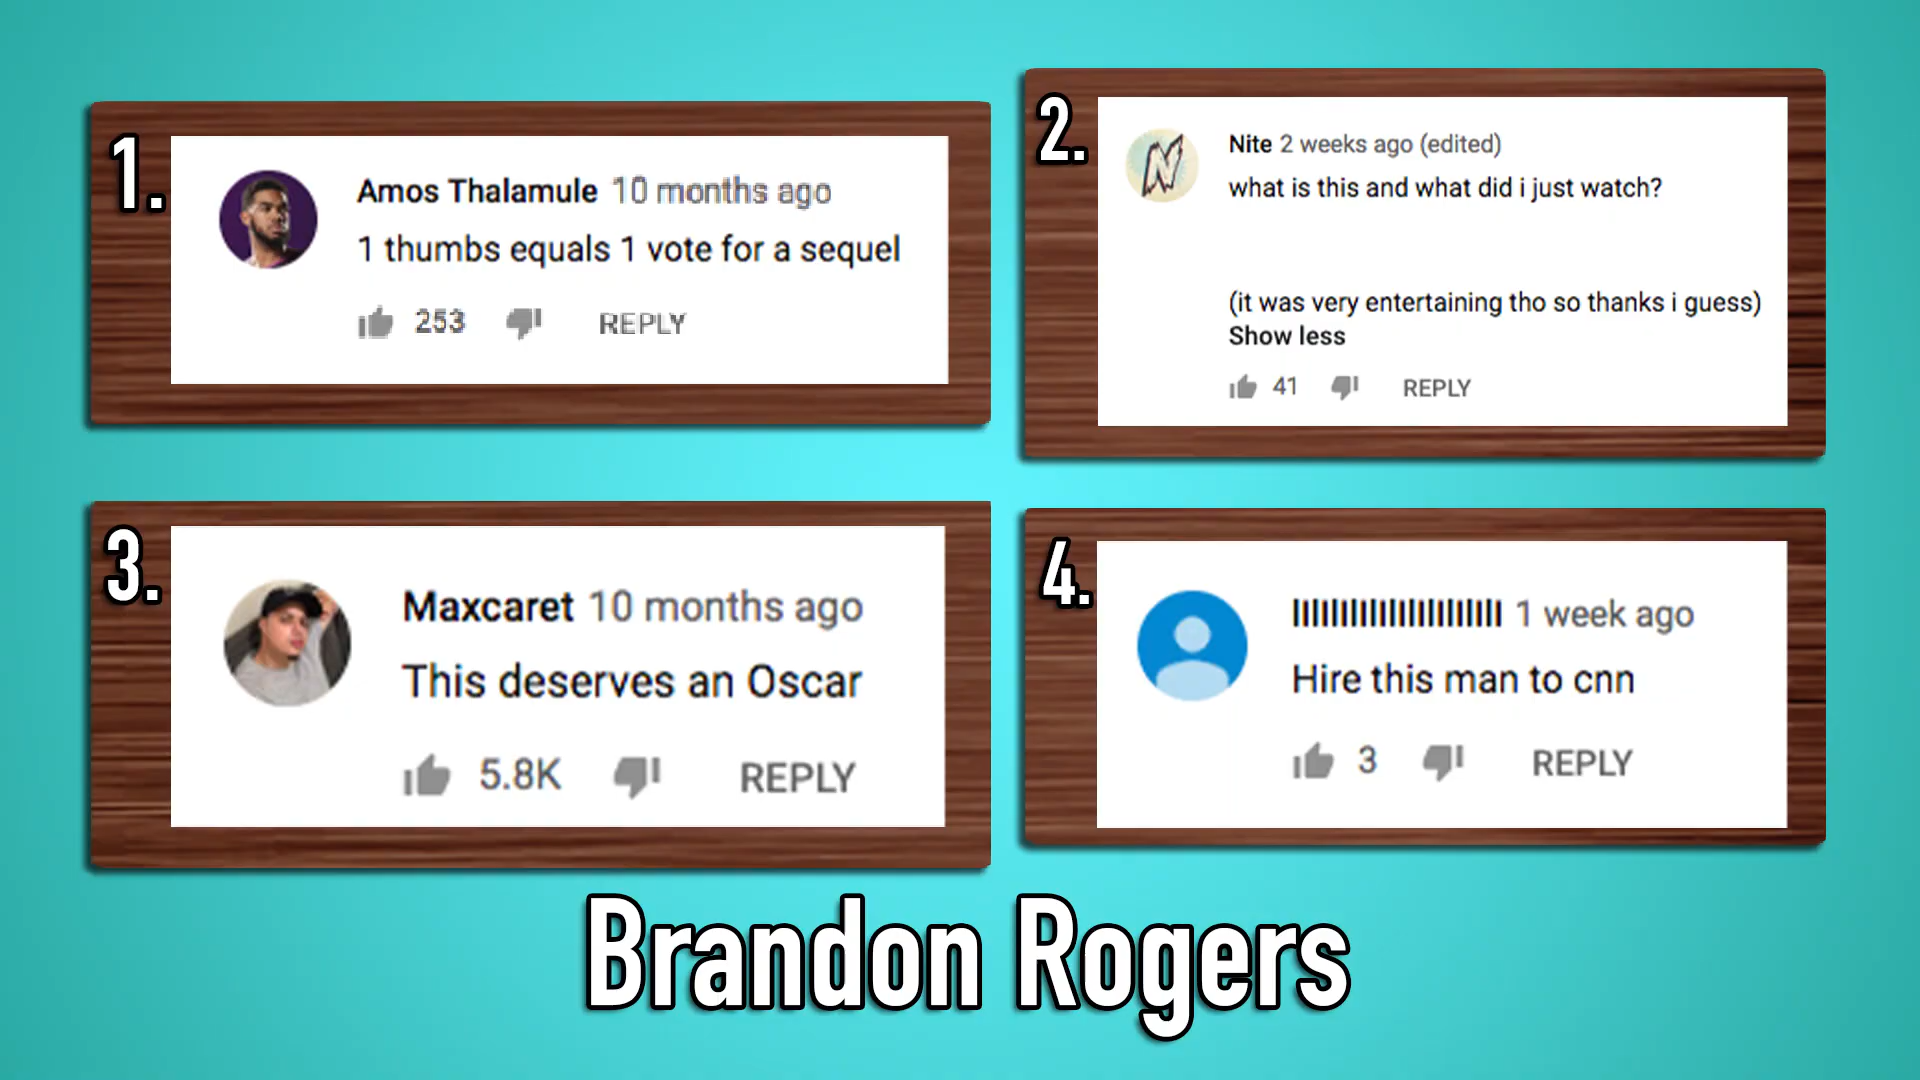 1.
Amos Thalamule 10 months ago
1 thumbs equals 1 vote for a sequel
253 REPLY
2.
Nite 2 weeks ago (edited)
what is this and what did i just watch?
(it was very entertaining tho so thanks i guess)
Show less
41 REPLY
3.
Maxcaret 10 months ago
This deserves an Oscar
5.8K REPLY
4.
1 week ago
Hire this man to cnn
3 REPLY
Brandon Rogers